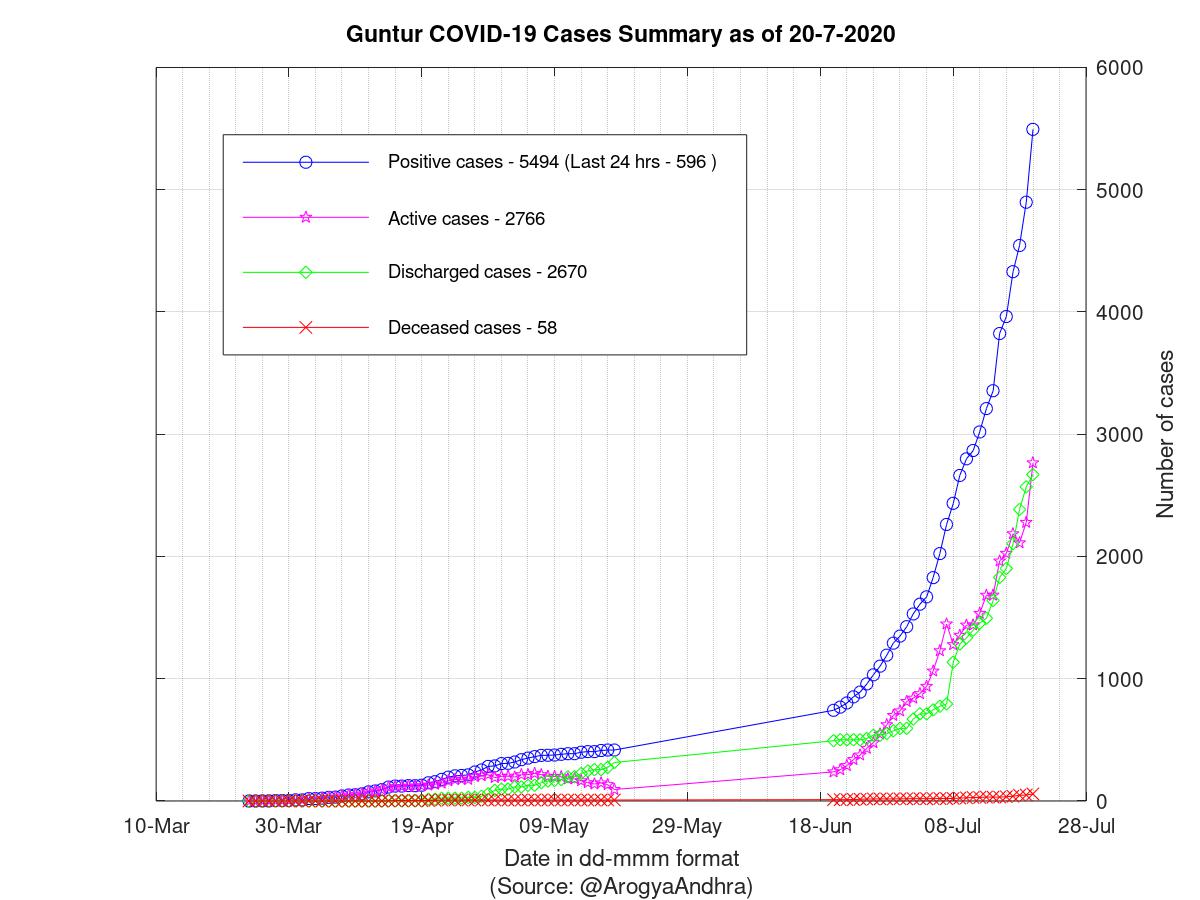 Guntur COVID-19 Cases Summary as of 20-7-2020
Positive cases - 5494 (Last 24 hrs - 596 )
Active cases - 2766
Discharged cases - 2670
Deceased cases - 58
6000
5000
4000
3000
2000
1000
0
Number of cases
10-Mar 30-Mar 19-Apr 09-May 29-May 18-Jun 08-Jul 28-Jul
Date in dd-mmm format
(Source: @ArogyaAndhra)